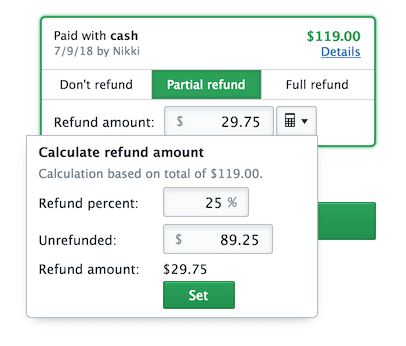 Paid with cash
$119.00
7/9/18 by Nikki
Details
Don't refund
Partial refund
Full refund
Refund amount: $ 29.75
Calculate refund amount
Calculation based on total of $119.00.
Refund percent: 25 %
Unrefunded: $ 89.25
Refund amount: $29.75
Set